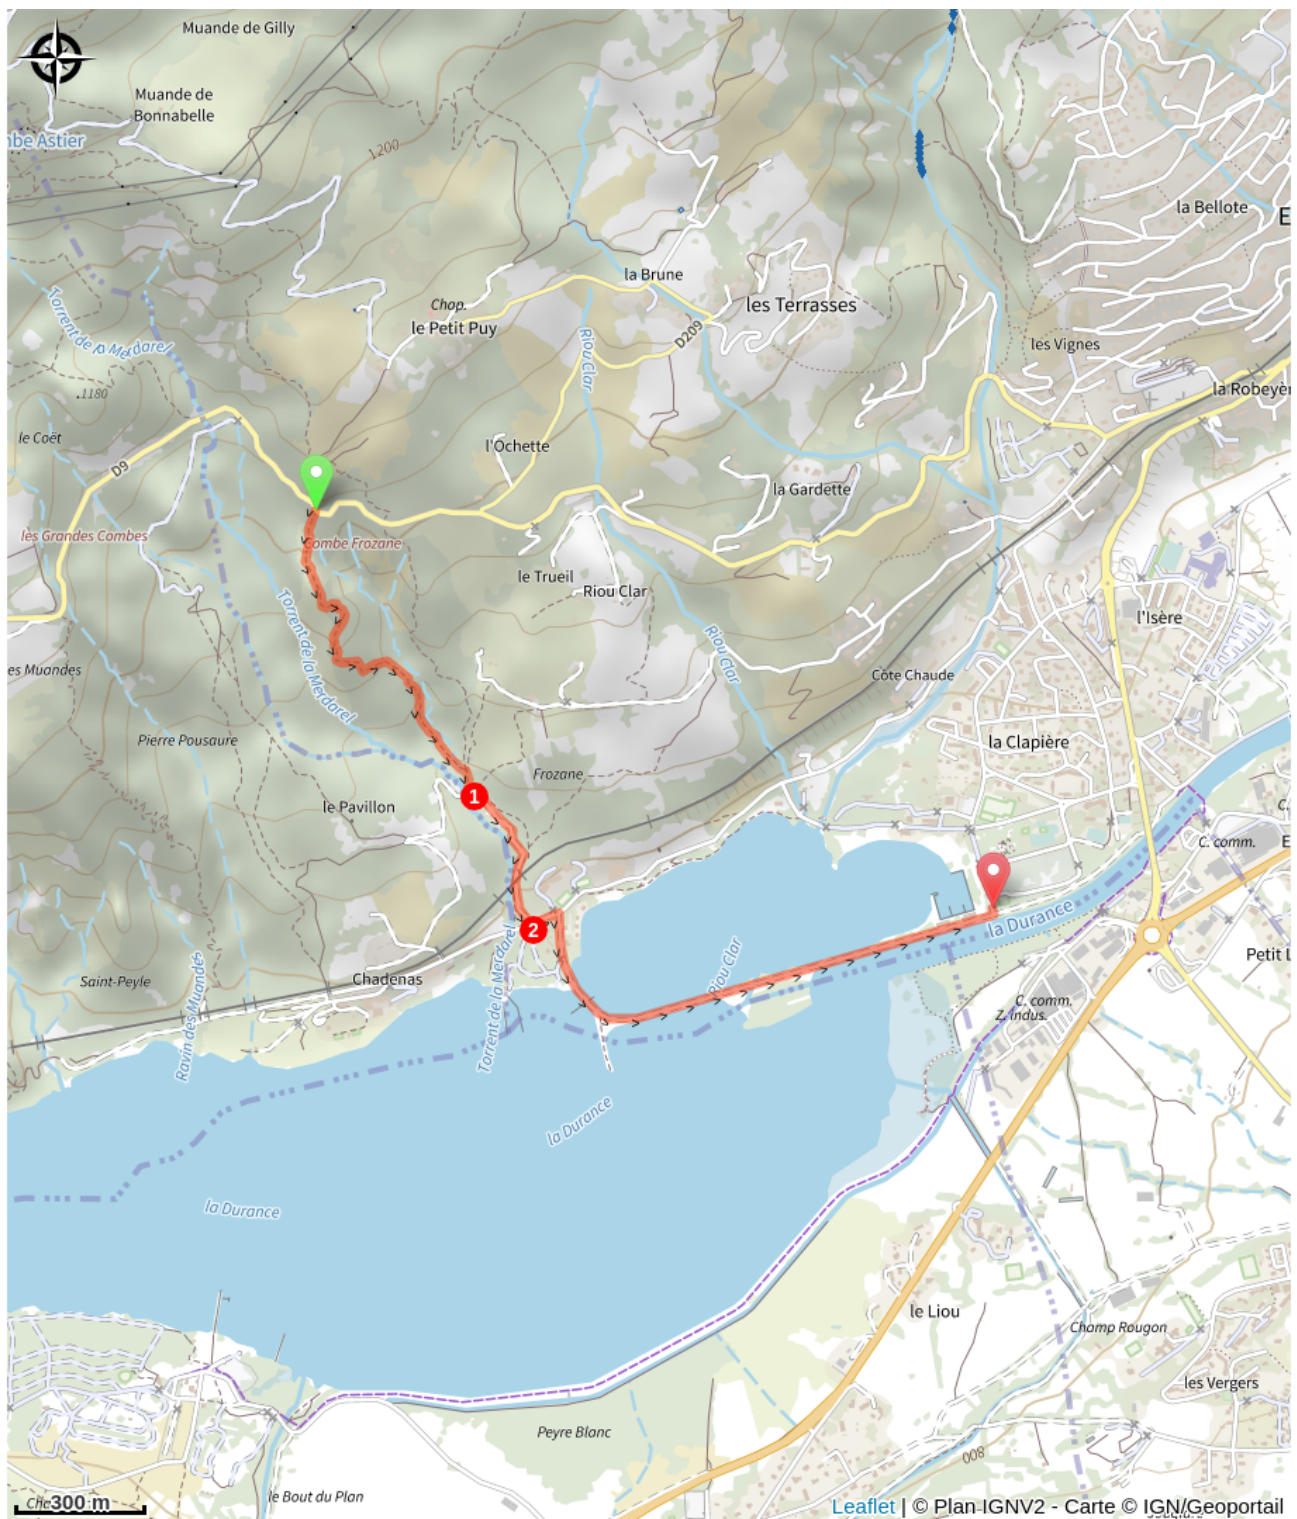 Muande de Gilly
Muande de
Bonnabelle
be Astier
1200
la Bellote
E
la Brune
Chap.
les Terrasses
le Petit Puy
D209
Riou Clar
les Vignes
Torrent de la Merdarel
la Robeyèr
.1180
le Coët
l'Ochette
D9
la Gardette
les Grandes Combes
Combe Frozane
le Trueil
Riou Clar
l'Isère
Torrent de la Merdarel
Riou Clar
es Muandes
Côte Chaude
Pierre Pousaure
la Clapière
Frozane
1
le Pavillon
C.
C. comm.
E
2
la Durance
Torrent de la Merdarel
Riou Clar
Petit L
Saint-Peyle
Chadenas
Ravin des Muandes
C. comm.
Z. indus.
la Durance
la Durance
le Liou
Champ Rougon
les Vergers
Peyre Blanc
800
le Bout du Plan
300 m
Leaflet | © Plan IGNV2 - Carte © IGN/Geoportail